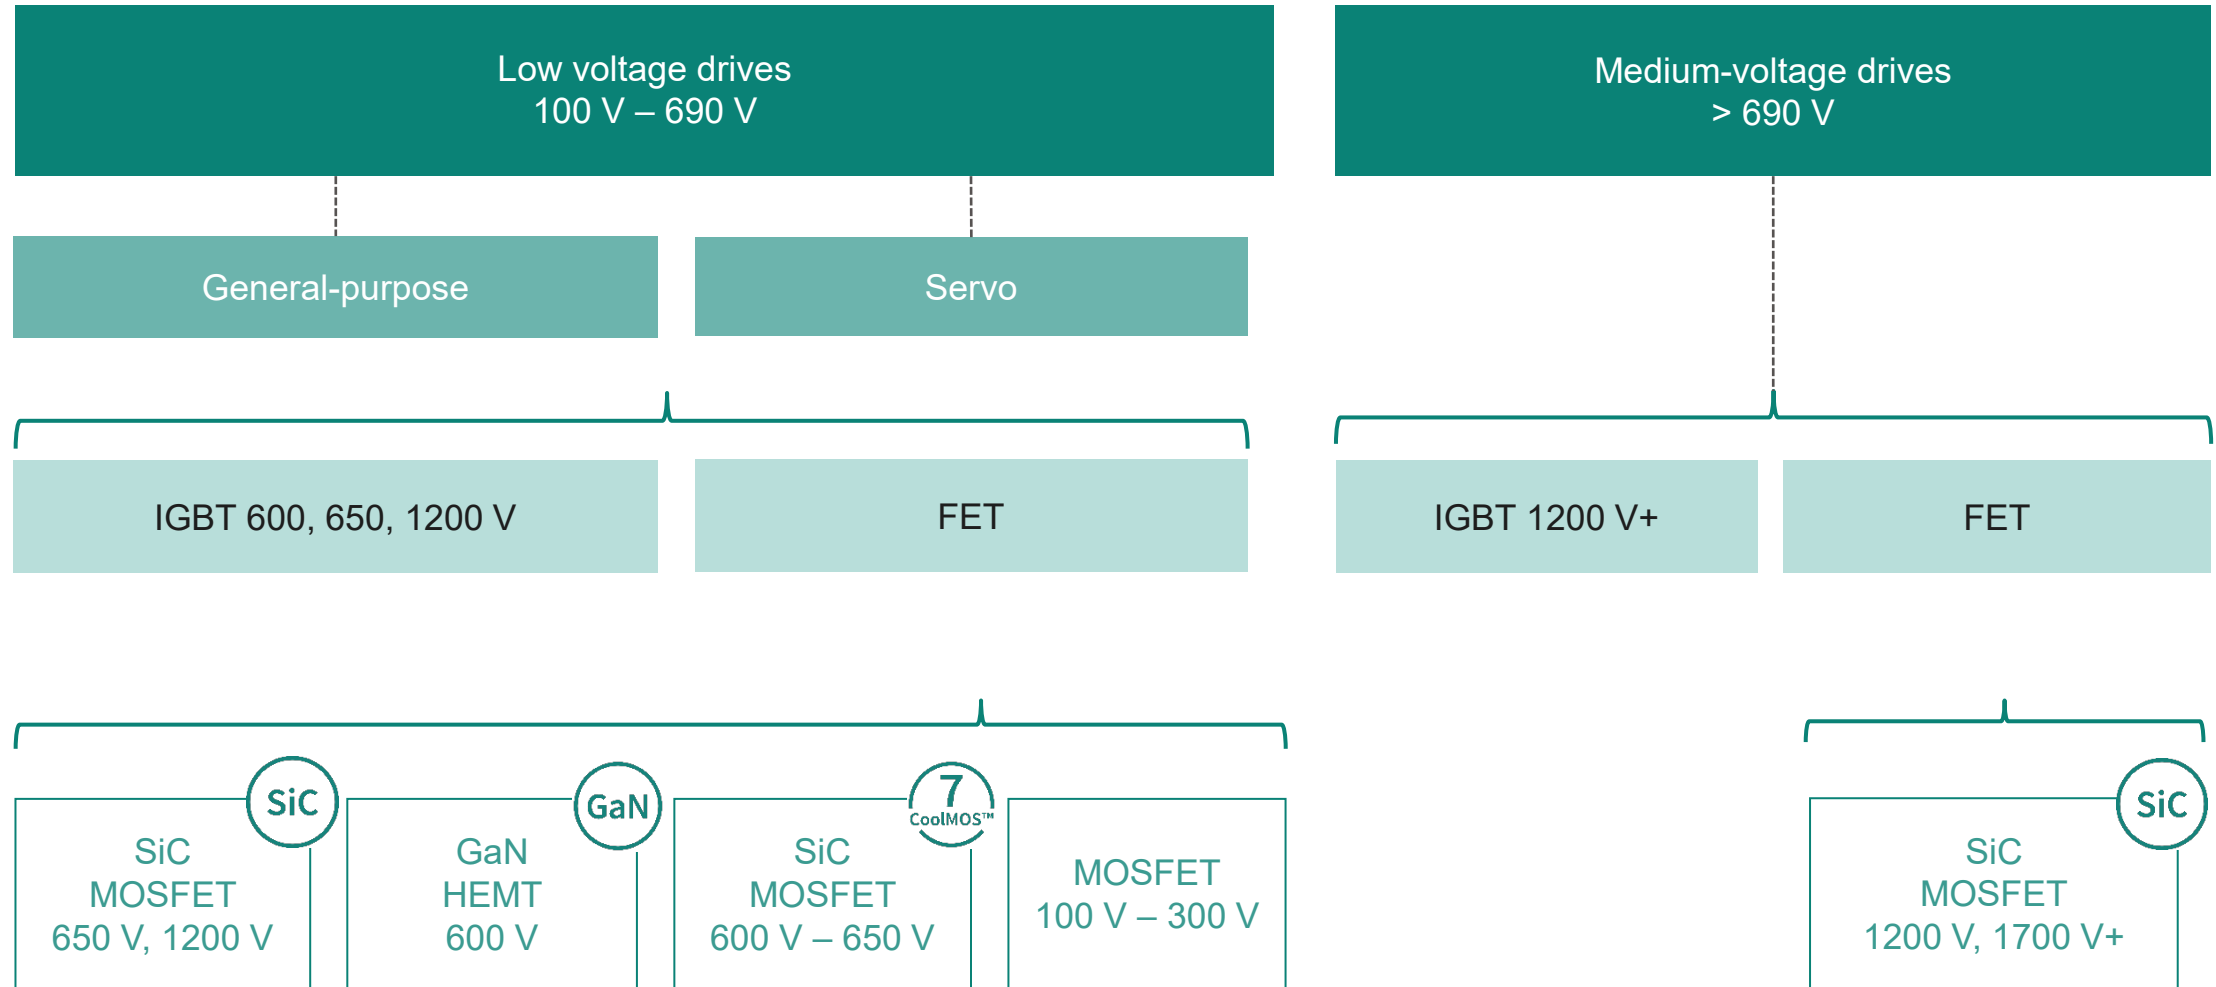 Low voltage drives
100 V – 690 V
Medium-voltage drives
> 690 V
General-purpose
Servo
IGBT 600, 650, 1200 V
FET
IGBT 1200 V+
FET
SiC
SiC
MOSFET
650 V, 1200 V
GaN
GaN
HEMT
600 V
7
CoolMOS™
SiC
MOSFET
600 V – 650 V
MOSFET
100 V – 300 V
SiC
SiC
MOSFET
1200 V, 1700 V+